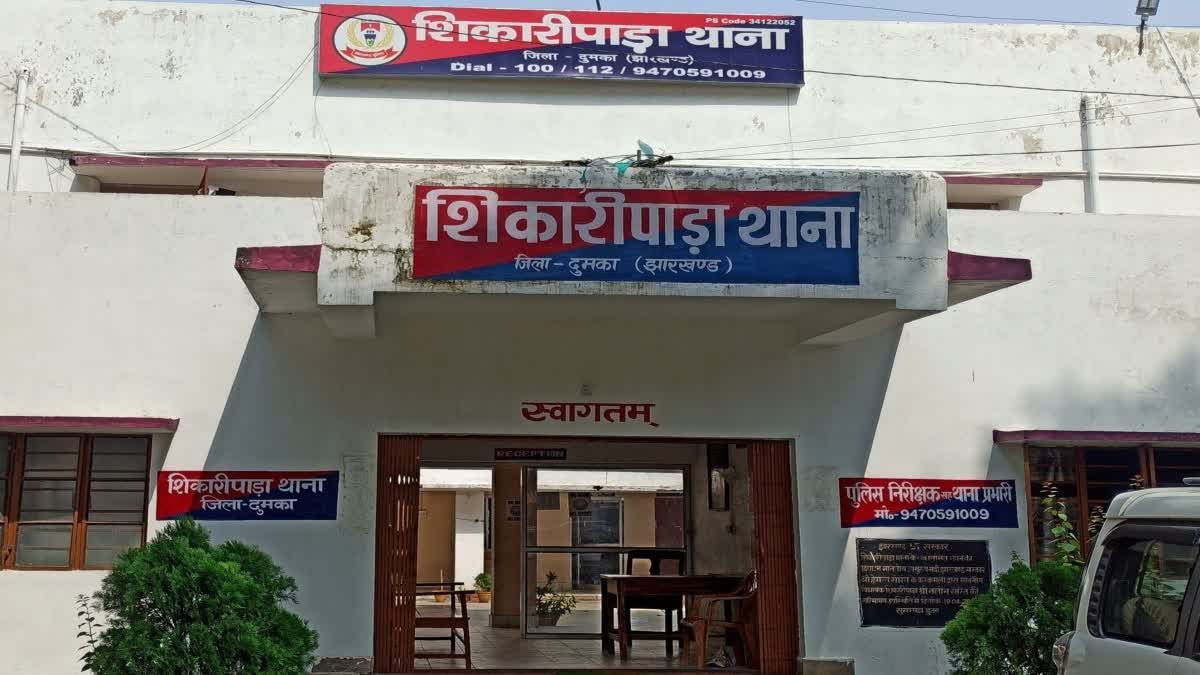 PS Code 34122052
शिकारीपाड़ा थाना
जिला - दुमका (झारखण्ड)
Dial - 100 / 112 / 9470591009
शिकारीपाड़ा थाना
जिला - दुमका (झारखण्ड)
स्वागतम्
RECEPTION
शिकारीपाड़ा थाना
जिला-दुमका
पुलिस निरीक्षक सह थाना प्रभारी
मो०-9470591009
झारखण्ड सरकार